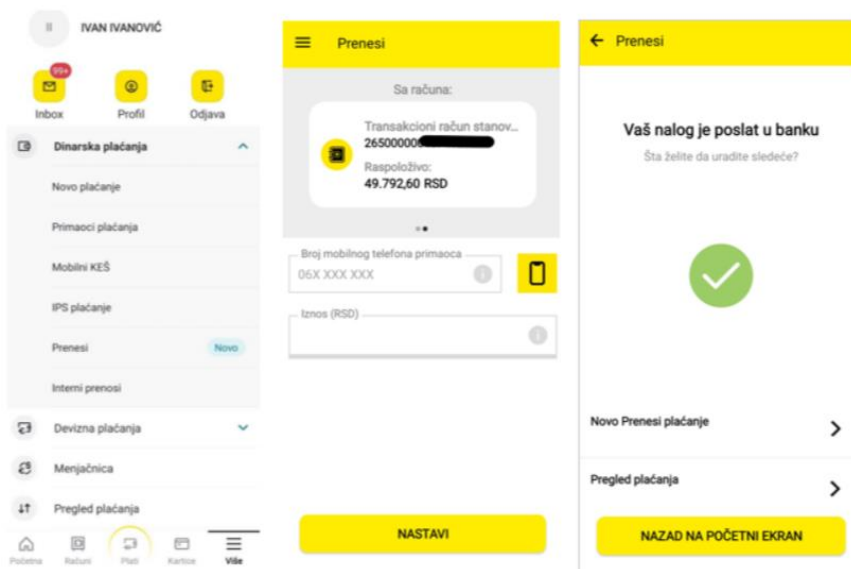 II
IVAN IVANOVIĆ
99+
Inbox
Profil
Odjava
Dinarska plaćanja
Novo plaćanje
Primaoci plaćanja
Mobilni KEŠ
IPS plaćanje
Prenesi
Novo
Interni prenosi
Devizna plaćanja
Menjačnica
Pregled plaćanja
Početna
Računi
Plati
Kartice
Više
Prenesi
Sa računa:
Transakcioni račun stanov...
26500000
Raspoloživo:
49.792,60 RSD
Broj mobilnog telefona primaoca
06X XXX XXX
Iznos (RSD)
NASTAVI
Prenesi
Vaš nalog je poslat u banku
Šta želite da uradite sledeće?
Novo Prenesi plaćanje
Pregled plaćanja
NAZAD NA POČETNI EKRAN